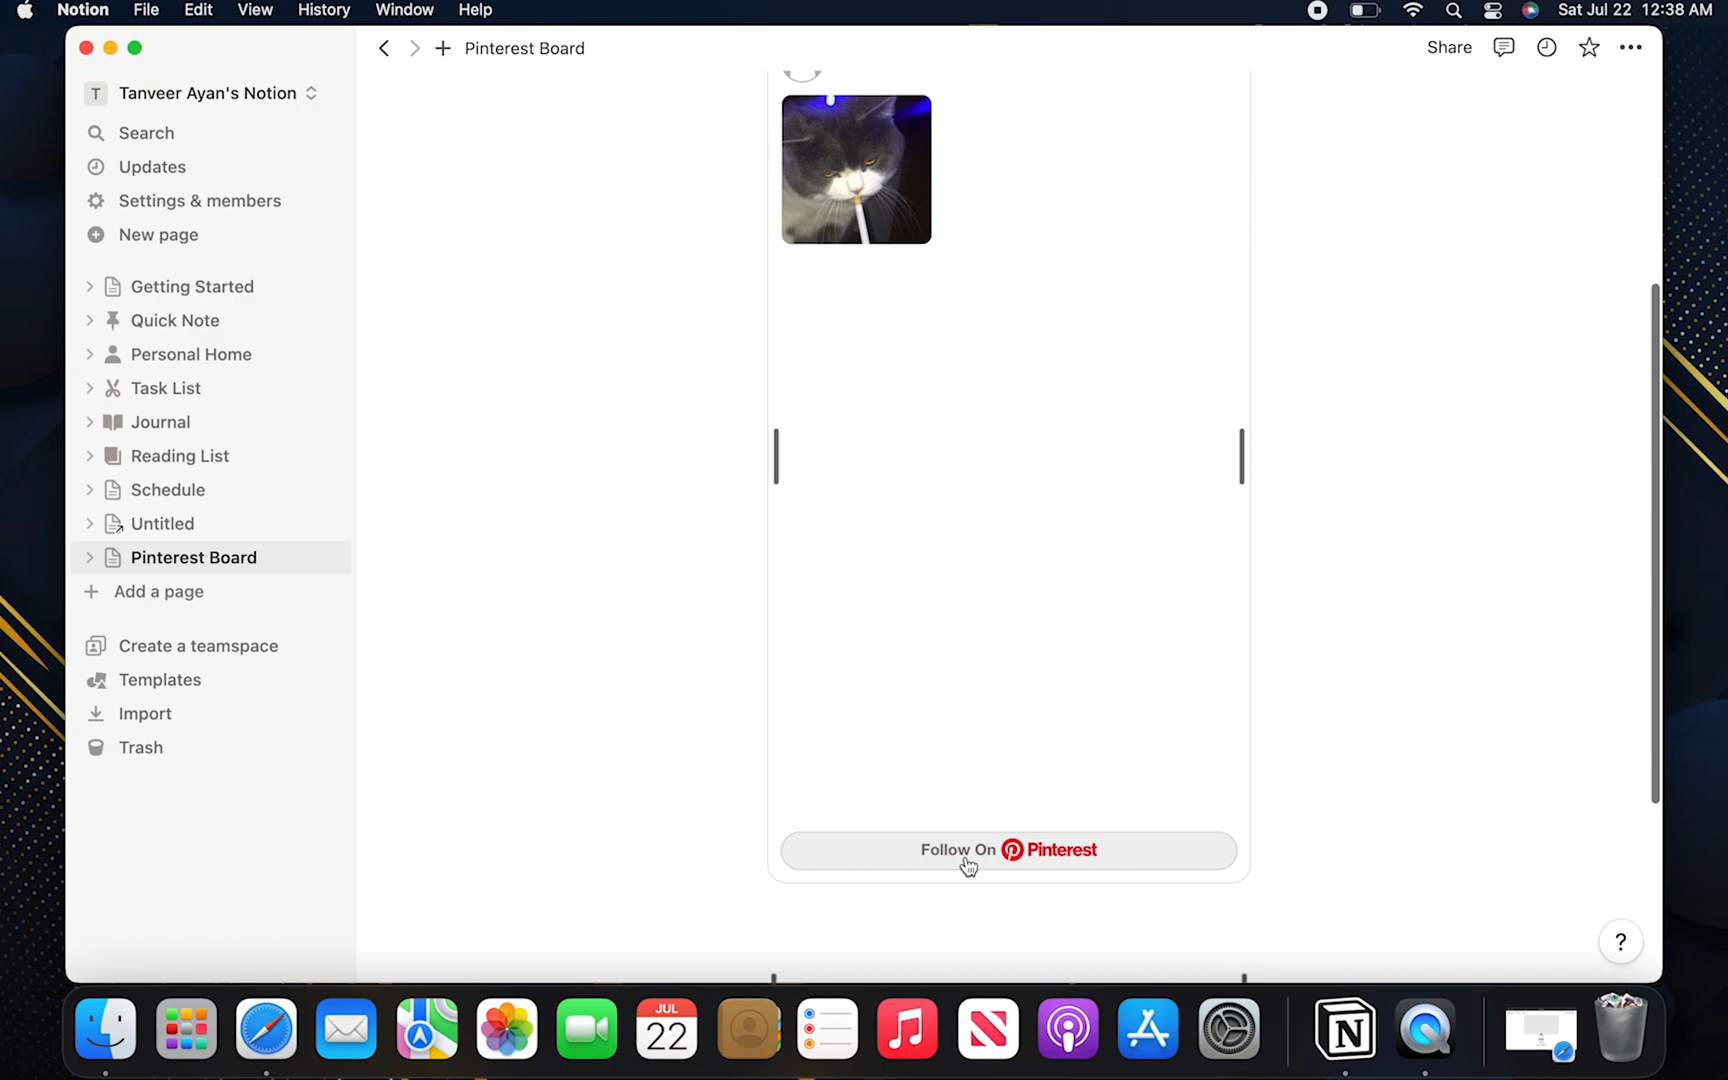 Notion File Edit View History Window Help Sat Jul 22 12:38 AM
Pinterest Board
Share
T Tanveer Ayan's Notion
Search
Updates
Settings & members
New page
Getting Started
Quick Note
Personal Home
Task List
Journal
Reading List
Schedule
Untitled
Pinterest Board
Add a page
Create a teamspace
Templates
Import
Trash
Follow On Pinterest
?
JUL
22